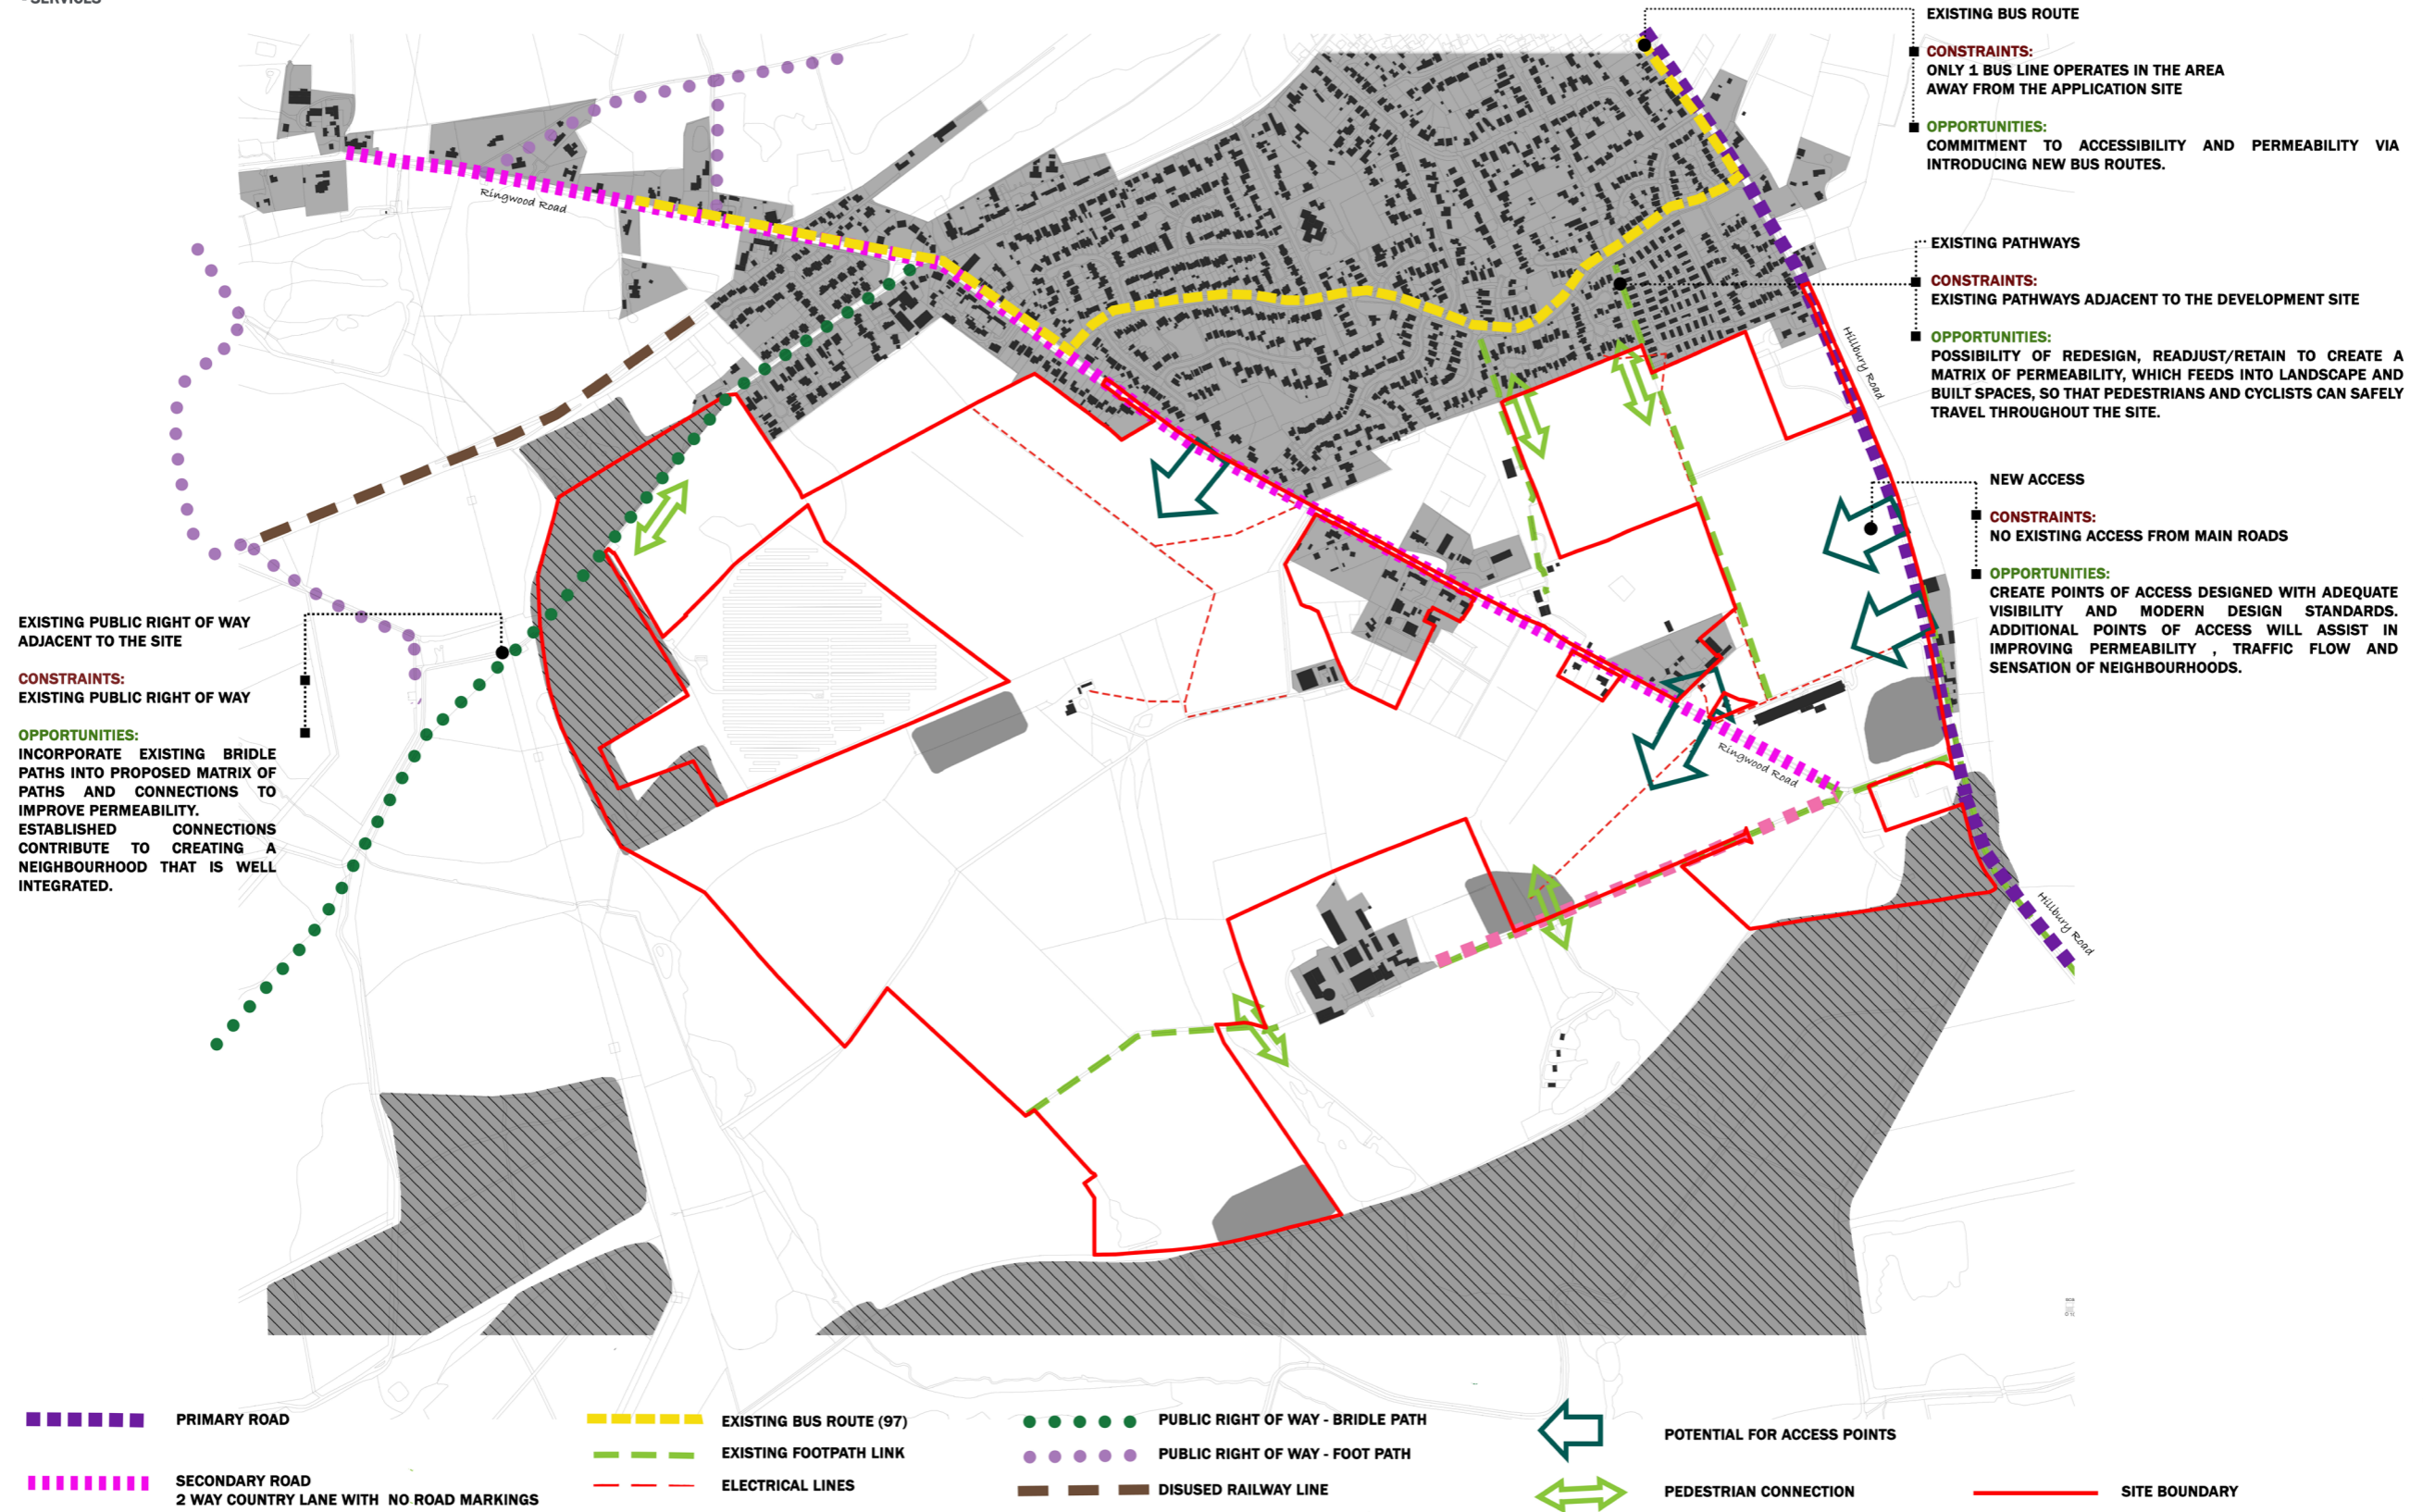 - SERVICES
EXISTING BUS ROUTE
CONSTRAINTS:
ONLY 1 BUS LINE OPERATES IN THE AREA
AWAY FROM THE APPLICATION SITE
OPPORTUNITIES:
COMMITMENT TO ACCESSIBILITY AND PERMEABILITY VIA
INTRODUCING NEW BUS ROUTES.
EXISTING PATHWAYS
CONSTRAINTS:
EXISTING PATHWAYS ADJACENT TO THE DEVELOPMENT SITE
OPPORTUNITIES:
POSSIBILITY OF REDESIGN, READJUST/RETAIN TO CREATE A
MATRIX OF PERMEABILITY, WHICH FEEDS INTO LANDSCAPE AND
BUILT SPACES, SO THAT PEDESTRIANS AND CYCLISTS CAN SAFELY
TRAVEL THROUGHOUT THE SITE.
NEW ACCESS
CONSTRAINTS:
NO EXISTING ACCESS FROM MAIN ROADS
OPPORTUNITIES:
CREATE POINTS OF ACCESS DESIGNED WITH ADEQUATE
VISIBILITY AND MODERN DESIGN STANDARDS.
ADDITIONAL POINTS OF ACCESS WILL ASSIST IN
IMPROVING PERMEABILITY , TRAFFIC FLOW AND
SENSATION OF NEIGHBOURHOODS.
Ringwood Road
Hillbury Road
Ringwood Road
Hillbury Road
EXISTING PUBLIC RIGHT OF WAY
ADJACENT TO THE SITE
CONSTRAINTS:
EXISTING PUBLIC RIGHT OF WAY
OPPORTUNITIES:
INCORPORATE EXISTING BRIDLE
PATHS INTO PROPOSED MATRIX OF
PATHS AND CONNECTIONS TO
IMPROVE PERMEABILITY.
ESTABLISHED CONNECTIONS
CONTRIBUTE TO CREATING A
NEIGHBOURHOOD THAT IS WELL
INTEGRATED.
PRIMARY ROAD
SECONDARY ROAD
2 WAY COUNTRY LANE WITH NO ROAD MARKINGS
EXISTING BUS ROUTE (97)
EXISTING FOOTPATH LINK
ELECTRICAL LINES
PUBLIC RIGHT OF WAY - BRIDLE PATH
PUBLIC RIGHT OF WAY - FOOT PATH
DISUSED RAILWAY LINE
POTENTIAL FOR ACCESS POINTS
PEDESTRIAN CONNECTION
SITE BOUNDARY